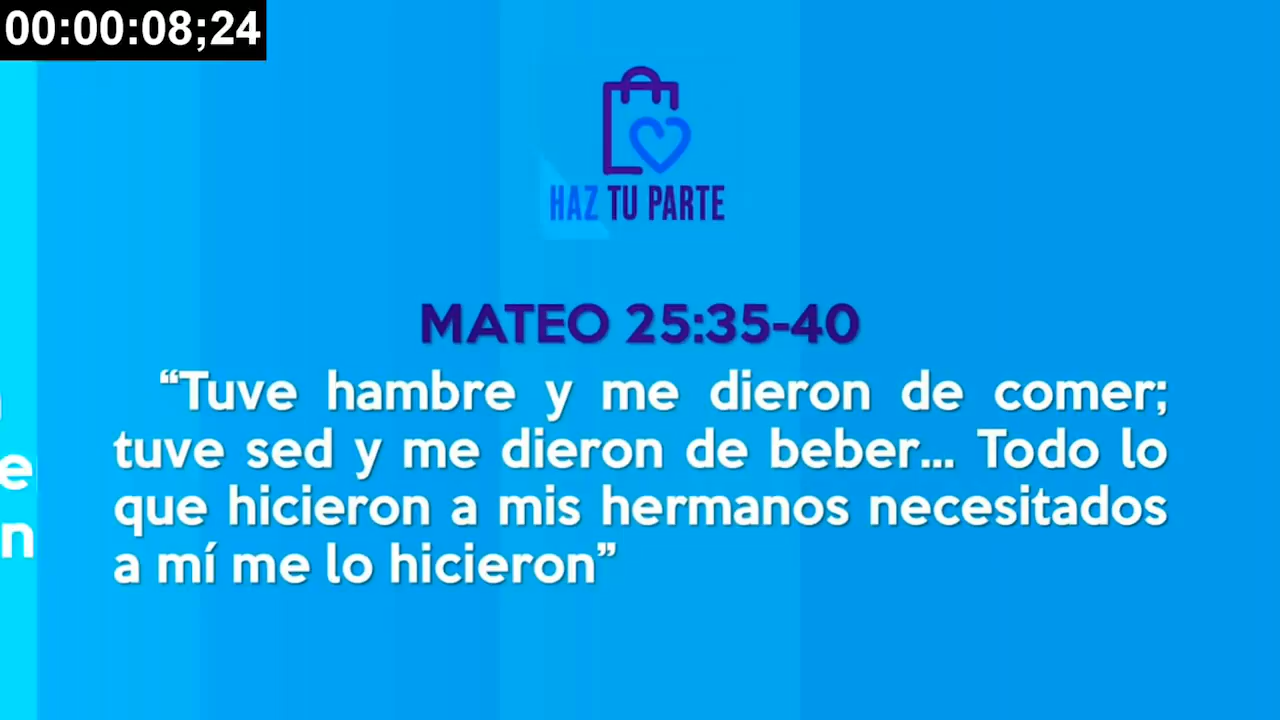 00:00:08;24
HAZ TU PARTE
MATEO 25:35-40
“Tuve hambre y me dieron de comer;
tuve sed y me dieron de beber... Todo lo
que hicieron a mis hermanos necesitados
a mí me lo hicieron”
e
n